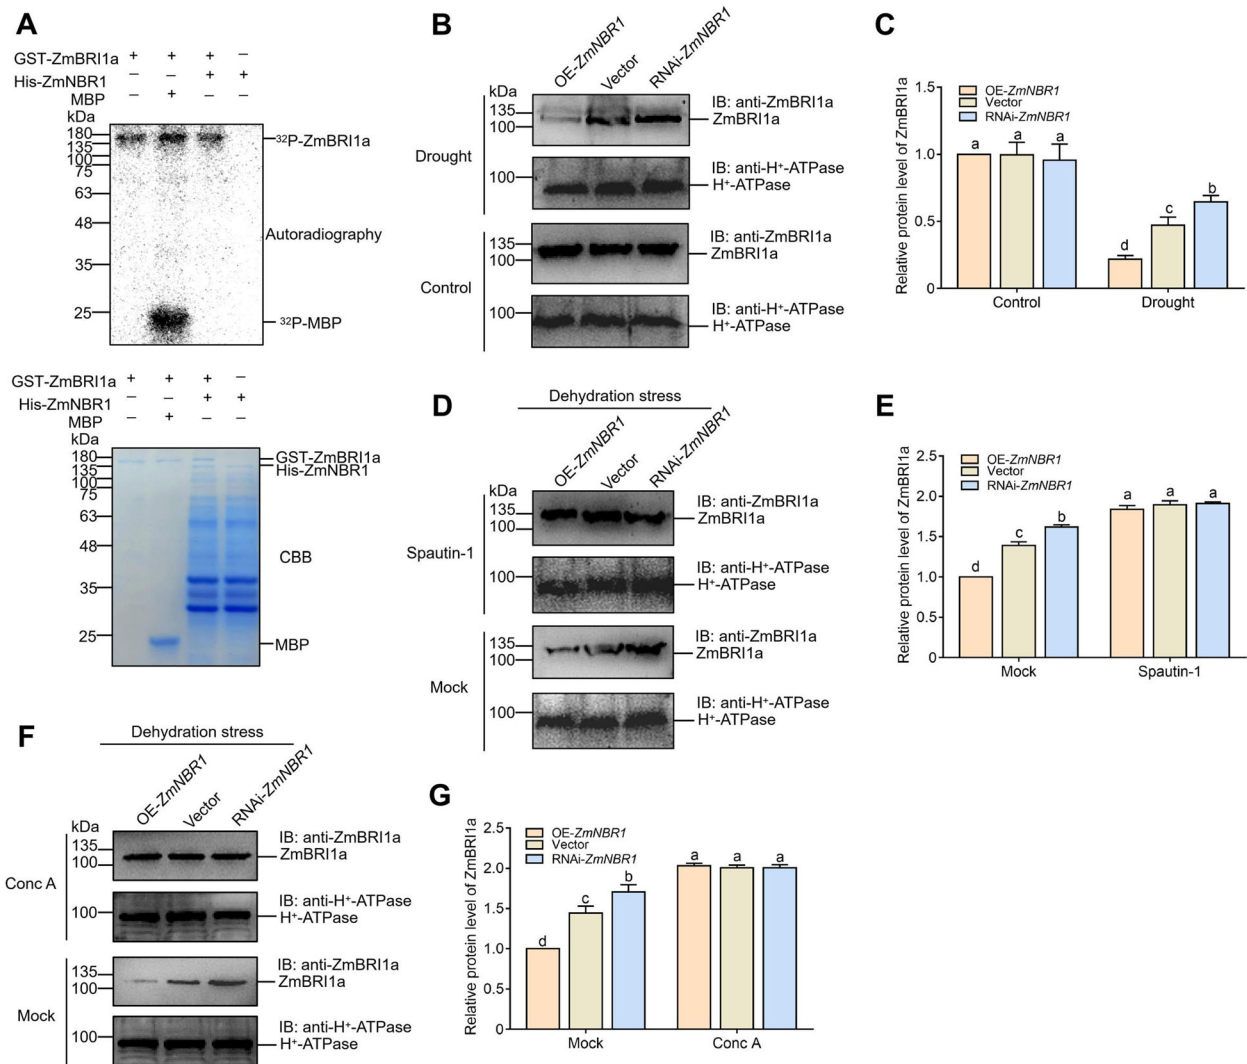 A
GST-ZmBRI1a + + + –
His-ZmNBR1 – – + +
MBP – + – –
kDa
180
135
100
75
63
48
35
25
³²P-ZmBRI1a
Autoradiography
³²P-MBP
GST-ZmBRI1a + + + –
His-ZmNBR1 – – + +
MBP – + – –
kDa
180
135
100
75
63
48
35
25
GST-ZmBRI1a
His-ZmNBR1
CBB
MBP
B
OE-ZmNBR1 Vector RNAi-ZmNBR1
kDa
Drought
135
100
IB: anti-ZmBRI1a
ZmBRI1a
100
IB: anti-H⁺-ATPase
H⁺-ATPase
Control
135
100
IB: anti-ZmBRI1a
ZmBRI1a
100
IB: anti-H⁺-ATPase
H⁺-ATPase
C
Relative protein level of ZmBRI1a
1.5
1.0
0.5
0
OE-ZmNBR1
Vector
RNAi-ZmNBR1
a a a
d c b
Control Drought
D
Dehydration stress
OE-ZmNBR1 Vector RNAi-ZmNBR1
kDa
Spautin-1
135
100
IB: anti-ZmBRI1a
ZmBRI1a
100
IB: anti-H⁺-ATPase
H⁺-ATPase
Mock
135
100
IB: anti-ZmBRI1a
ZmBRI1a
100
IB: anti-H⁺-ATPase
H⁺-ATPase
E
Relative protein level of ZmBRI1a
2.5
2.0
1.5
1.0
0.5
0
OE-ZmNBR1
Vector
RNAi-ZmNBR1
d c b
a a a
Mock Spautin-1
F
Dehydration stress
OE-ZmNBR1 Vector RNAi-ZmNBR1
kDa
Conc A
135
100
IB: anti-ZmBRI1a
ZmBRI1a
100
IB: anti-H⁺-ATPase
H⁺-ATPase
Mock
135
100
IB: anti-ZmBRI1a
ZmBRI1a
100
IB: anti-H⁺-ATPase
H⁺-ATPase
G
Relative protein level of ZmBRI1a
2.5
2.0
1.5
1.0
0.5
0
OE-ZmNBR1
Vector
RNAi-ZmNBR1
d c b
a a a
Mock Conc A